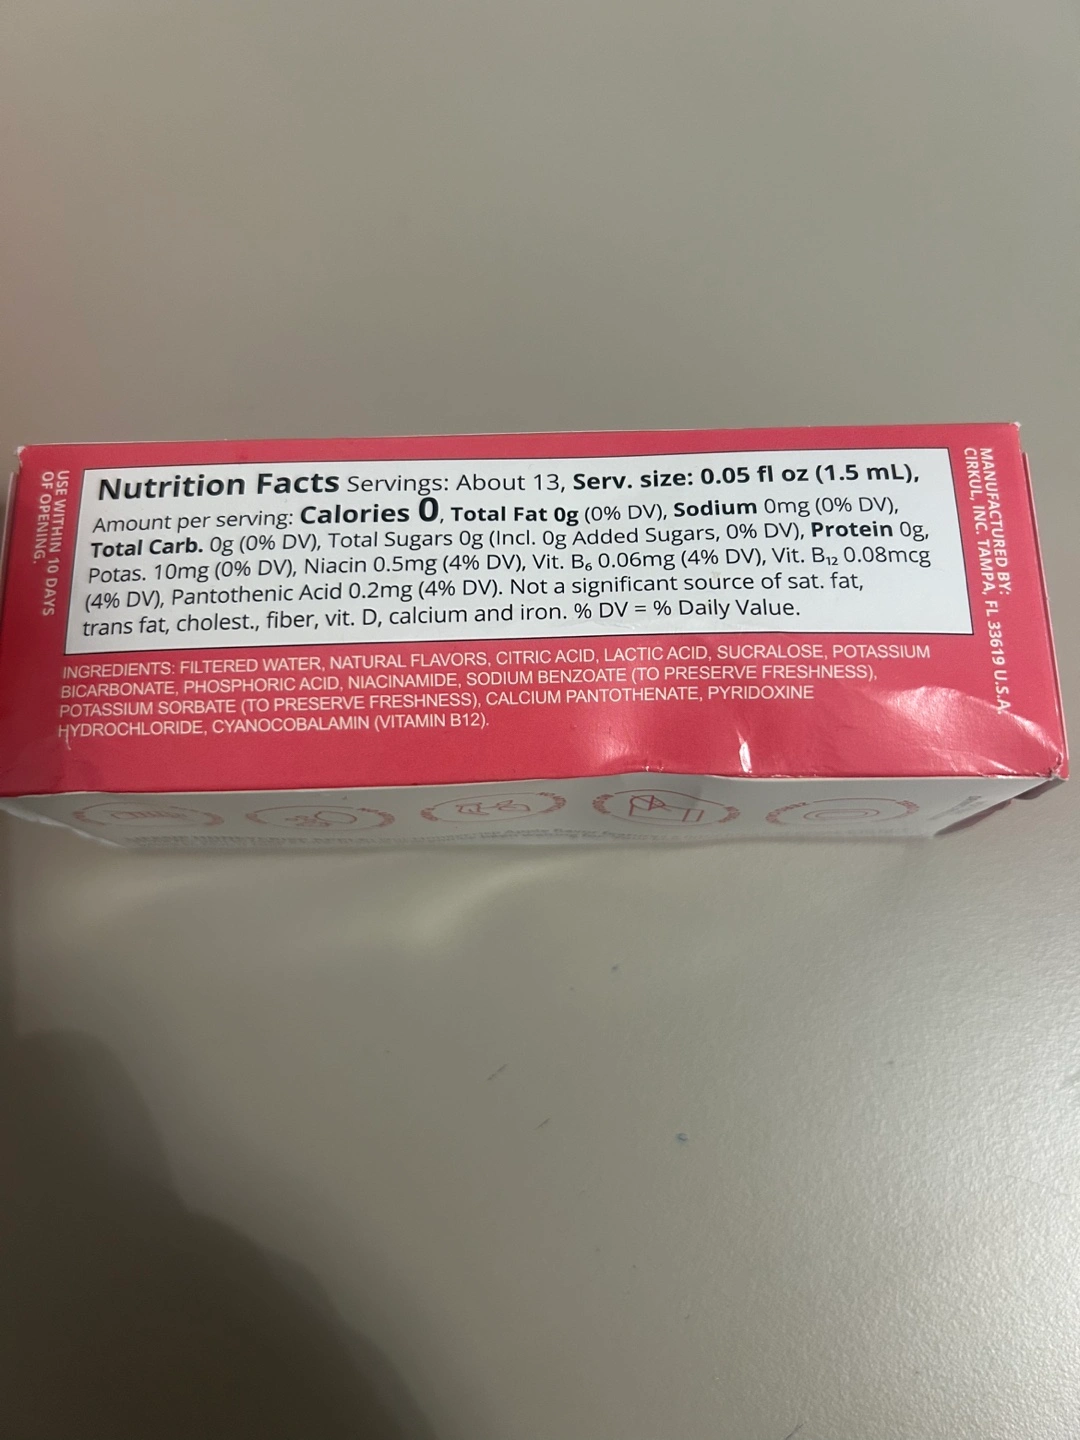 Nutrition Facts Servings: About 13, Serv. size: 0.05 fl oz (1.5 mL),
Amount per serving: Calories 0, Total Fat 0g (0% DV), Sodium 0mg (0% DV),
Total Carb. 0g (0% DV), Total Sugars 0g (Incl. 0g Added Sugars, 0% DV), Protein 0g,
Potas. 10mg (0% DV), Niacin 0.5mg (4% DV), Vit. B₆ 0.06mg (4% DV), Vit. B₁₂ 0.08mcg
(4% DV), Pantothenic Acid 0.2mg (4% DV). Not a significant source of sat. fat,
trans fat, cholest., fiber, vit. D, calcium and iron. % DV = % Daily Value.
INGREDIENTS: FILTERED WATER, NATURAL FLAVORS, CITRIC ACID, LACTIC ACID, SUCRALOSE, POTASSIUM
BICARBONATE, PHOSPHORIC ACID, NIACINAMIDE, SODIUM BENZOATE (TO PRESERVE FRESHNESS),
POTASSIUM SORBATE (TO PRESERVE FRESHNESS), CALCIUM PANTOTHENATE, PYRIDOXINE
HYDROCHLORIDE, CYANOCOBALAMIN (VITAMIN B12).
USE WITHIN 10 DAYS
OF OPENING.
MANUFACTURED BY:
CIRKUL, INC. TAMPA, FL 33619 U.S.A.